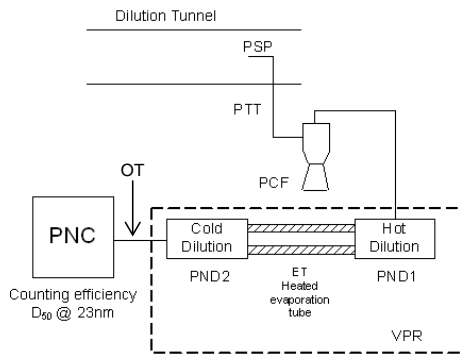 Dilution Tunnel
PSP
PTT
PCF
OT
PNC
Cold
Dilution
Hot
Dilution
PND2
ET
Heated
evaporation
tube
PND1
Counting efficiency
D₅₀ @ 23nm
VPR